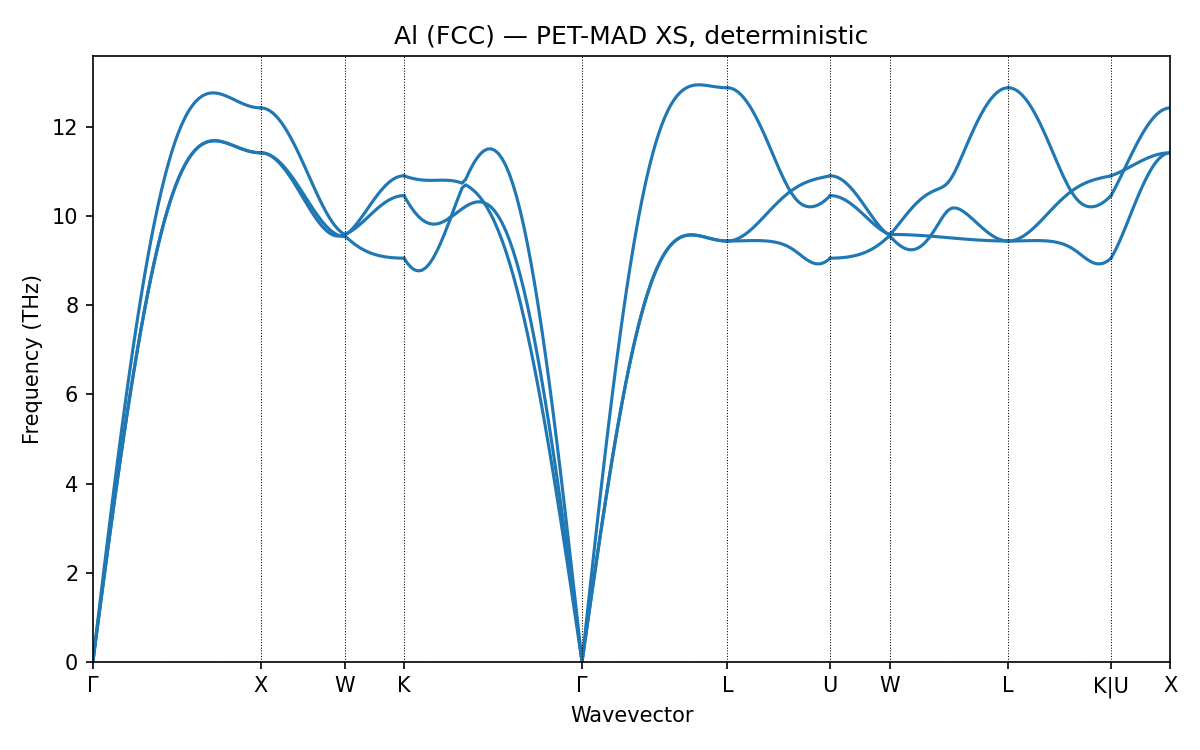 Al (FCC) — PET-MAD XS, deterministic
Frequency (THz)
12
10
8
6
4
2
0
Γ X W K Γ L U W L K|U X
Wavevector